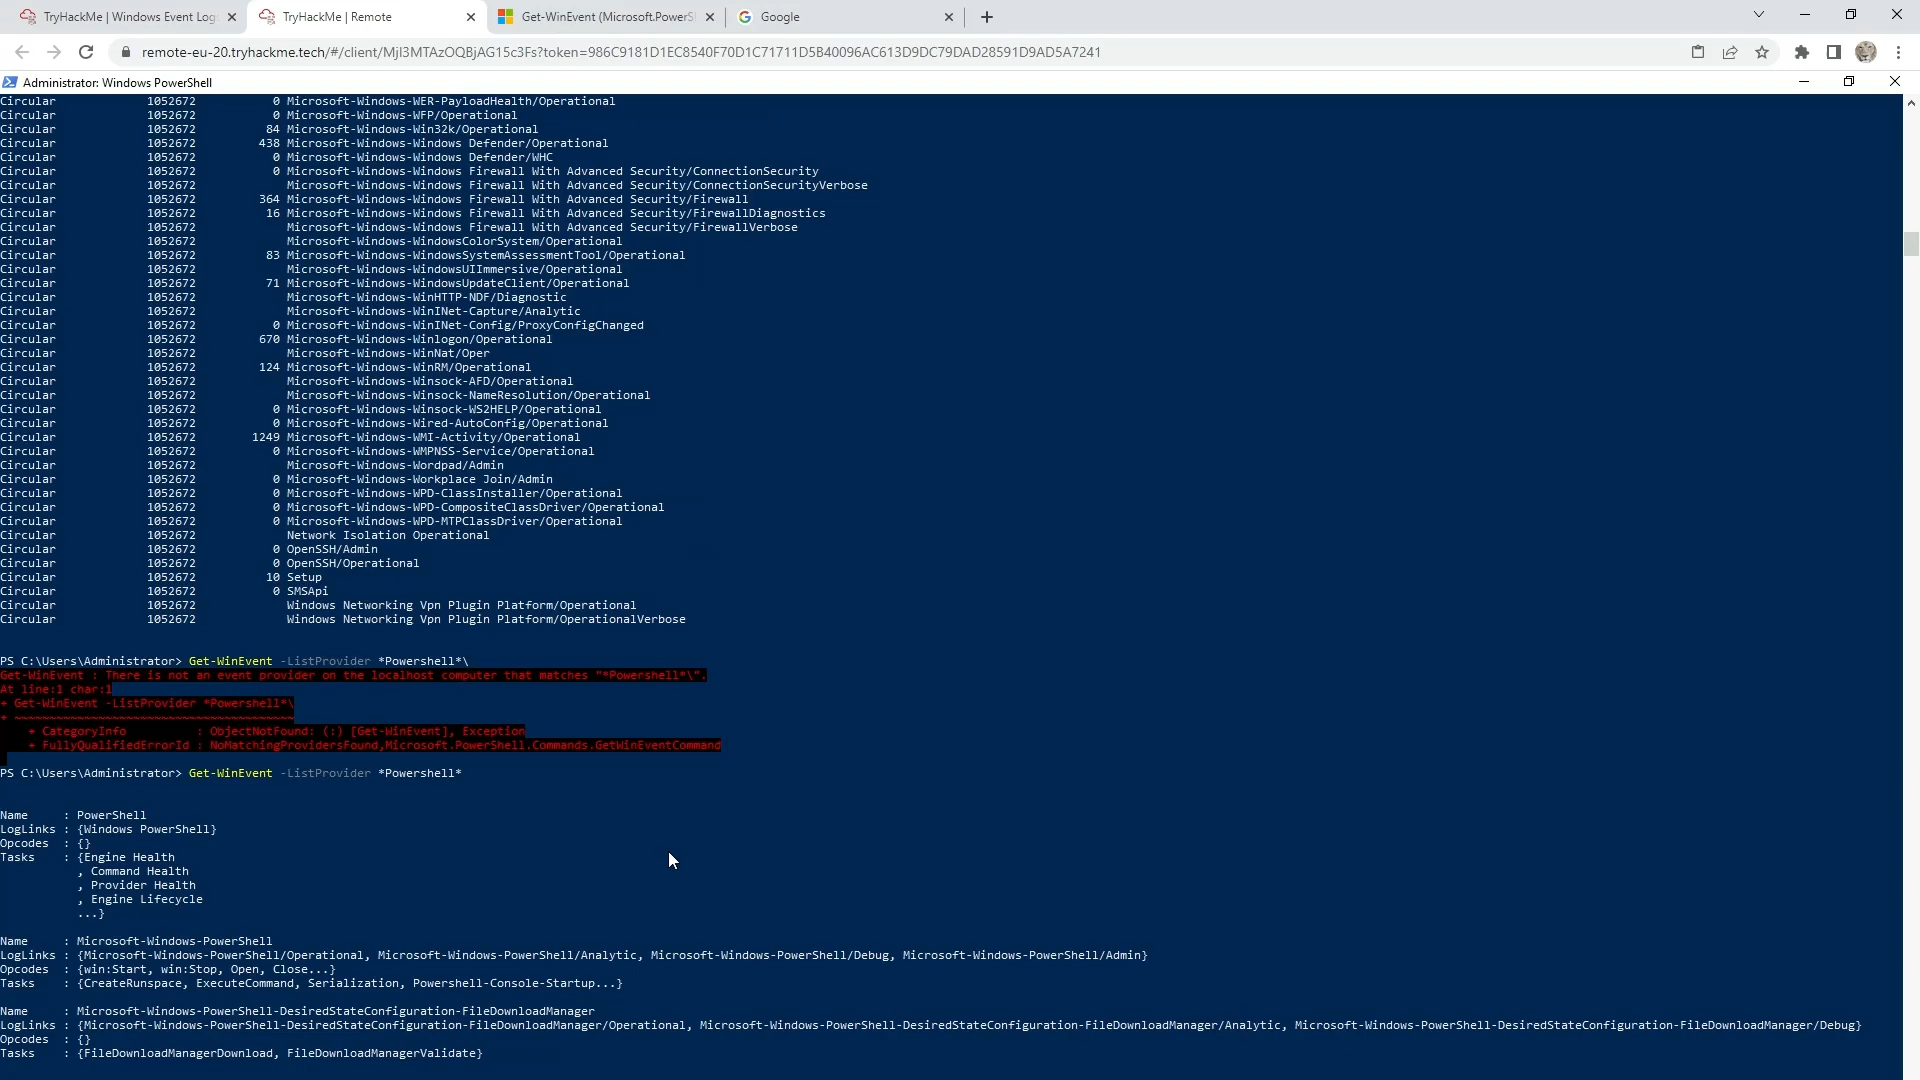 TryHackMe | Windows Event Log
TryHackMe | Remote
Get-WinEvent (Microsoft.PowerS
Google
remote-eu-20.tryhackme.tech/#/client/MjI3MTAzOQBjAG15c3Fs?token=986C9181D1EC8540F70D1C71711D5B40096AC613D9DC79DAD28591D9AD5A7241
Administrator: Windows PowerShell
Circular 1052672 0 Microsoft-Windows-WER-PayloadHealth/Operational
Circular 1052672 0 Microsoft-Windows-WFP/Operational
Circular 1052672 84 Microsoft-Windows-Win32k/Operational
Circular 1052672 438 Microsoft-Windows-Windows Defender/Operational
Circular 1052672 0 Microsoft-Windows-Windows Defender/WHC
Circular 1052672 0 Microsoft-Windows-Windows Firewall With Advanced Security/ConnectionSecurity
Circular 1052672 Microsoft-Windows-Windows Firewall With Advanced Security/ConnectionSecurityVerbose
Circular 1052672 364 Microsoft-Windows-Windows Firewall With Advanced Security/Firewall
Circular 1052672 16 Microsoft-Windows-Windows Firewall With Advanced Security/FirewallDiagnostics
Circular 1052672 Microsoft-Windows-Windows Firewall With Advanced Security/FirewallVerbose
Circular 1052672 Microsoft-Windows-WindowsColorSystem/Operational
Circular 1052672 83 Microsoft-Windows-WindowsSystemAssessmentTool/Operational
Circular 1052672 Microsoft-Windows-WindowsUIImmersive/Operational
Circular 1052672 71 Microsoft-Windows-WindowsUpdateClient/Operational
Circular 1052672 Microsoft-Windows-WinHTTP-NDF/Diagnostic
Circular 1052672 Microsoft-Windows-WinINet-Capture/Analytic
Circular 1052672 0 Microsoft-Windows-WinINet-Config/ProxyConfigChanged
Circular 1052672 670 Microsoft-Windows-Winlogon/Operational
Circular 1052672 Microsoft-Windows-WinNat/Oper
Circular 1052672 124 Microsoft-Windows-WinRM/Operational
Circular 1052672 Microsoft-Windows-Winsock-AFD/Operational
Circular 1052672 Microsoft-Windows-Winsock-NameResolution/Operational
Circular 1052672 0 Microsoft-Windows-Winsock-WS2HELP/Operational
Circular 1052672 0 Microsoft-Windows-Wired-AutoConfig/Operational
Circular 1052672 1249 Microsoft-Windows-WMI-Activity/Operational
Circular 1052672 0 Microsoft-Windows-WMPNSS-Service/Operational
Circular 1052672 Microsoft-Windows-Wordpad/Admin
Circular 1052672 0 Microsoft-Windows-Workplace Join/Admin
Circular 1052672 0 Microsoft-Windows-WPD-ClassInstaller/Operational
Circular 1052672 0 Microsoft-Windows-WPD-CompositeClassDriver/Operational
Circular 1052672 0 Microsoft-Windows-WPD-MTPClassDriver/Operational
Circular 1052672 Network Isolation Operational
Circular 1052672 0 OpenSSH/Admin
Circular 1052672 0 OpenSSH/Operational
Circular 1052672 10 Setup
Circular 1052672 0 SMSApi
Circular 1052672 Windows Networking Vpn Plugin Platform/Operational
Circular 1052672 Windows Networking Vpn Plugin Platform/OperationalVerbose
PS C:\Users\Administrator> Get-WinEvent -ListProvider *Powershell*\
Get-WinEvent : There is not an event provider on the localhost computer that matches "*Powershell*\".
At line:1 char:1
+ Get-WinEvent -ListProvider *Powershell*\
+ ~~~~~~~~~~~~~~~~~~~~~~~~~~~~~~~~~~~~~~~~
+ CategoryInfo : ObjectNotFound: (:) [Get-WinEvent], Exception
+ FullyQualifiedErrorId : NoMatchingProvidersFound,Microsoft.PowerShell.Commands.GetWinEventCommand
PS C:\Users\Administrator> Get-WinEvent -ListProvider *Powershell*
Name : PowerShell
LogLinks : {Windows PowerShell}
Opcodes : {}
Tasks : {Engine Health
, Command Health
, Provider Health
, Engine Lifecycle
...}
Name : Microsoft-Windows-PowerShell
LogLinks : {Microsoft-Windows-PowerShell/Operational, Microsoft-Windows-PowerShell/Analytic, Microsoft-Windows-PowerShell/Debug, Microsoft-Windows-PowerShell/Admin}
Opcodes : {win:Start, win:Stop, Open, Close...}
Tasks : {CreateRunspace, ExecuteCommand, Serialization, Powershell-Console-Startup...}
Name : Microsoft-Windows-PowerShell-DesiredStateConfiguration-FileDownloadManager
LogLinks : {Microsoft-Windows-PowerShell-DesiredStateConfiguration-FileDownloadManager/Operational, Microsoft-Windows-PowerShell-DesiredStateConfiguration-FileDownloadManager/Analytic, Microsoft-Windows-PowerShell-DesiredStateConfiguration-FileDownloadManager/Debug}
Opcodes : {}
Tasks : {FileDownloadManagerDownload, FileDownloadManagerValidate}